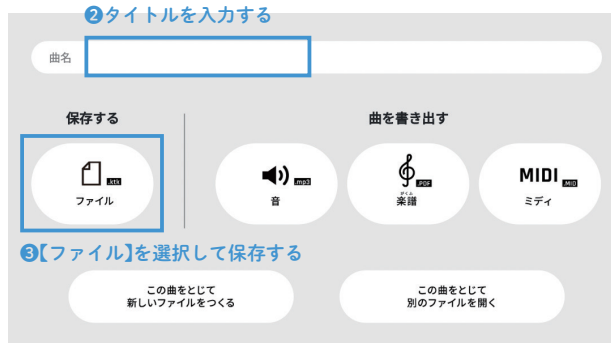 ❷タイトルを入力する
曲名
保存する
曲を書き出す
.ktk
ファイル
.mp3
音
.PDF
がくふ
楽譜
MIDI .MID
ミディ
❸【ファイル】を選択して保存する
この曲をとじて
新しいファイルをつくる
この曲をとじて
別のファイルを開く